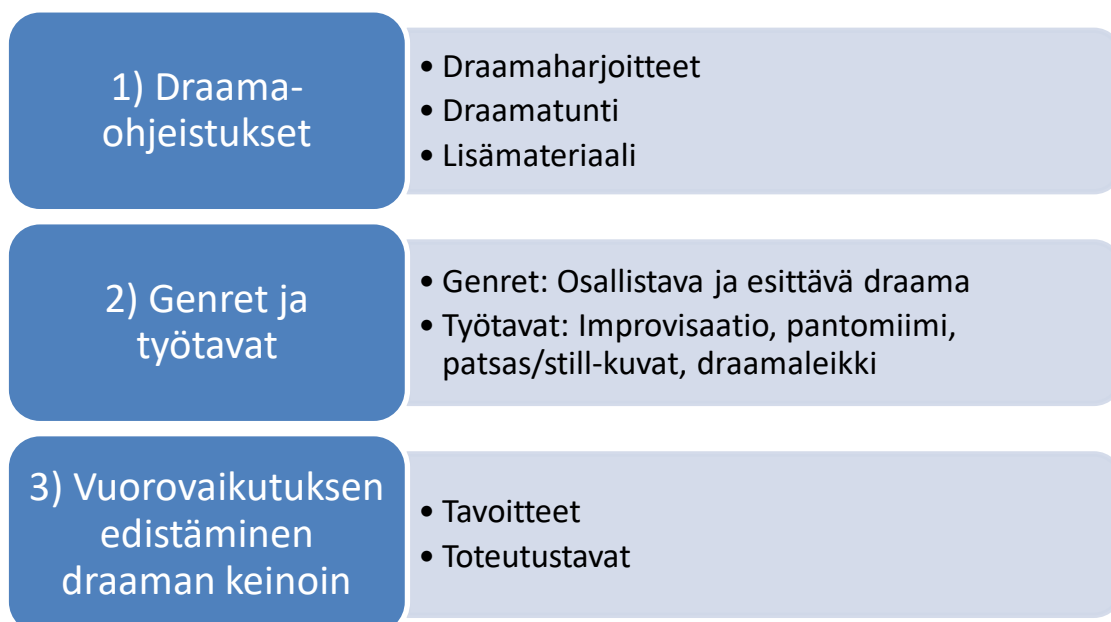 1) Draama-
ohjeistukset
• Draamaharjoitteet
• Draamatunti
• Lisämateriaali
2) Genret ja
työtavat
• Genret: Osallistava ja esittävä draama
• Työtavat: Improvisaatio, pantomiimi,
patsas/still-kuvat, draamaleikki
3) Vuorovaikutuksen
edistäminen
draaman keinoin
• Tavoitteet
• Toteutustavat